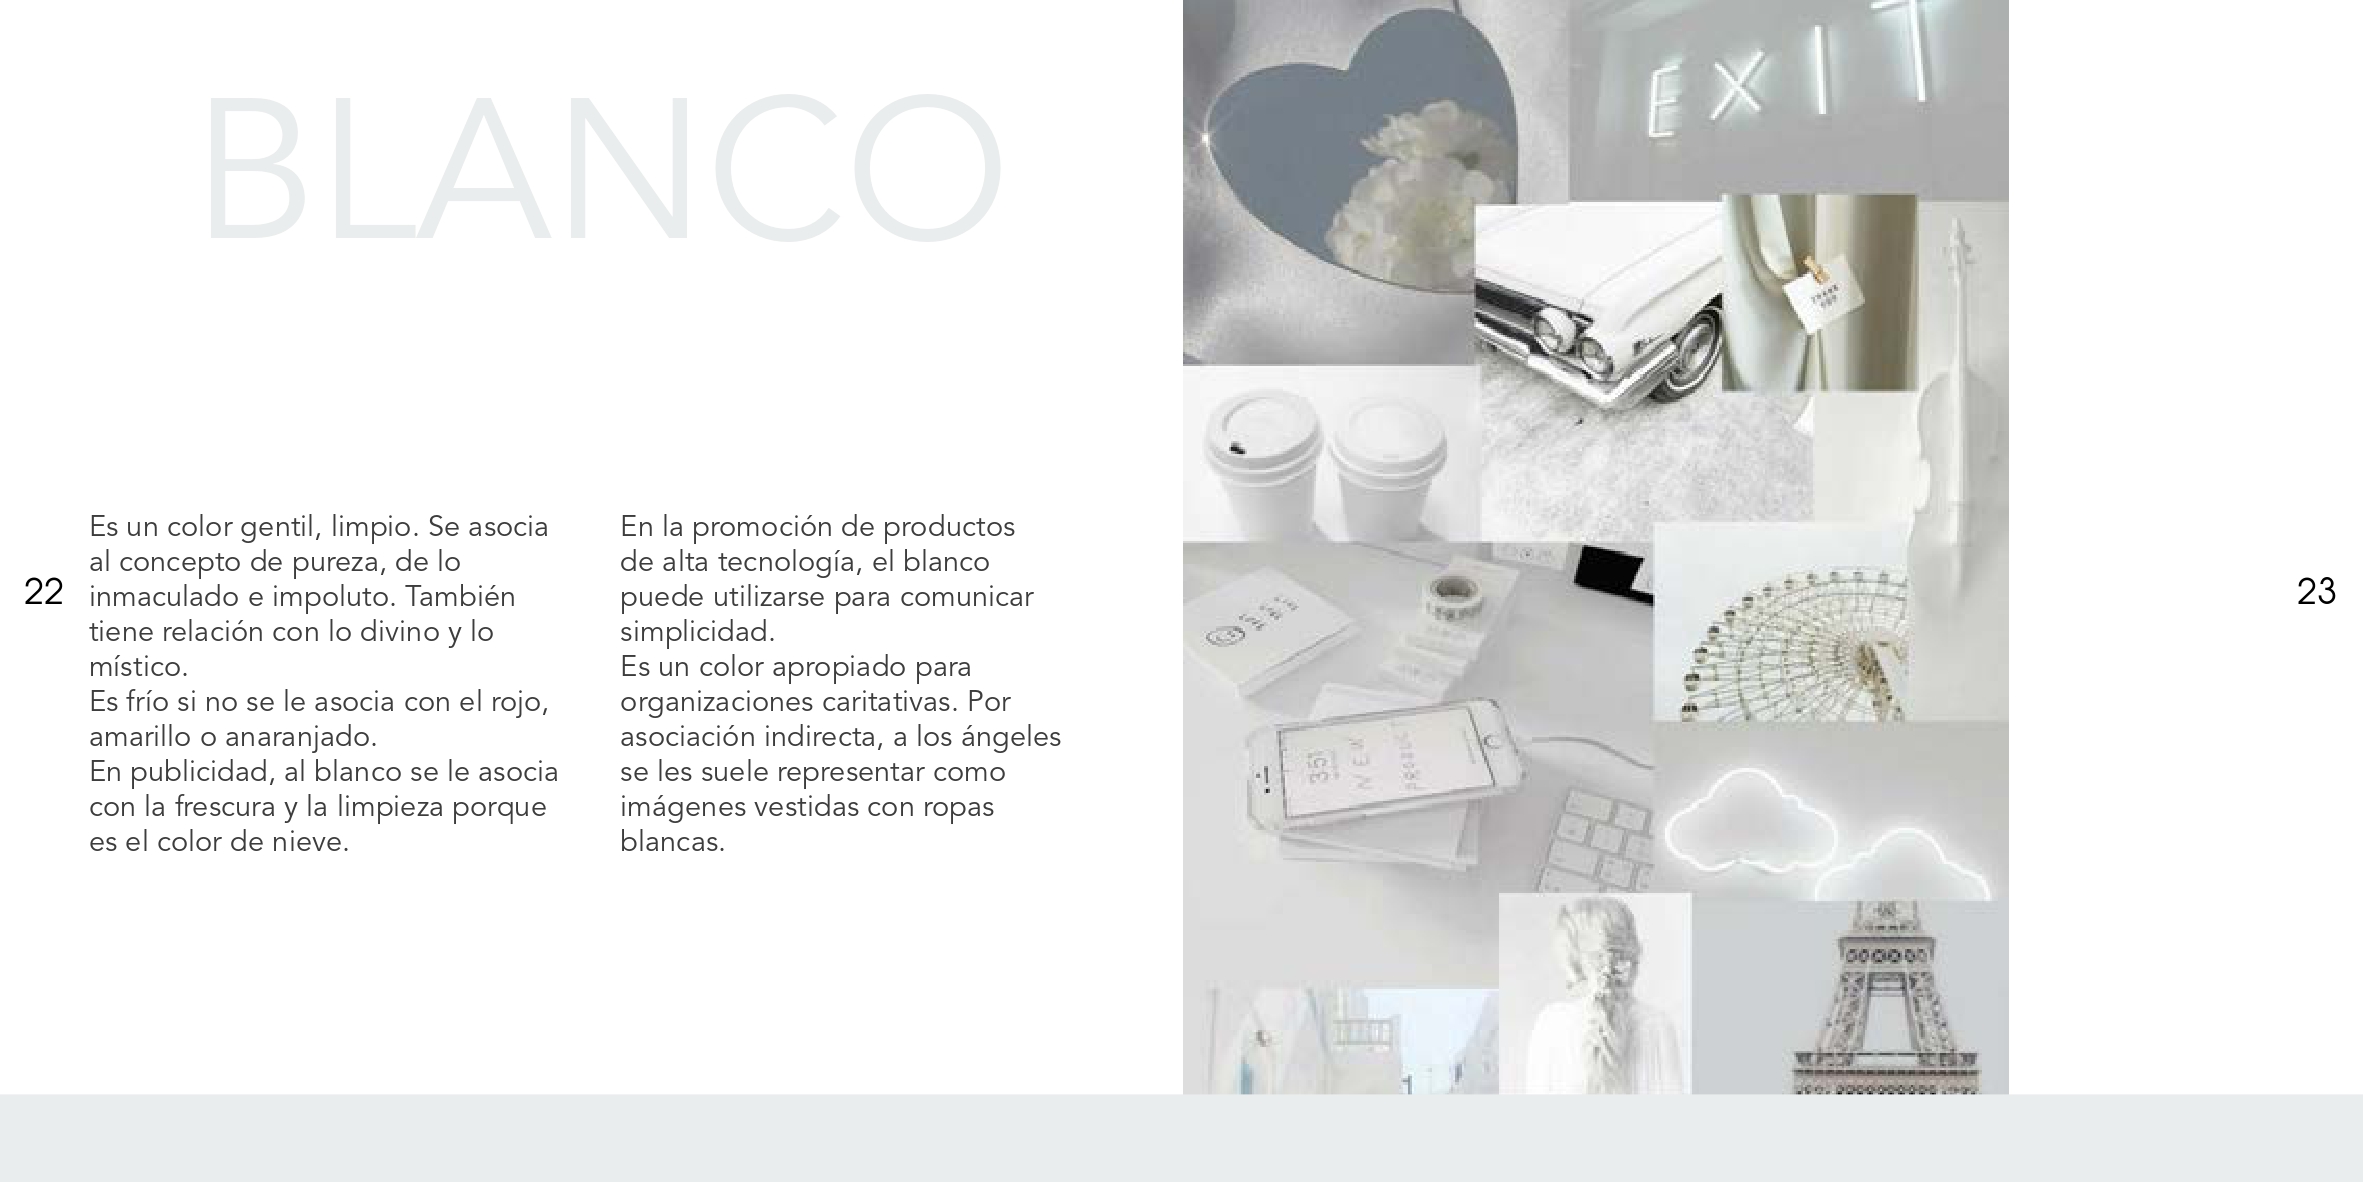 BLANCO
22
Es un color gentil, limpio. Se asocia
al concepto de pureza, de lo
inmaculado e impoluto. También
tiene relación con lo divino y lo
místico.
Es frío si no se le asocia con el rojo,
amarillo o anaranjado.
En publicidad, al blanco se le asocia
con la frescura y la limpieza porque
es el color de nieve.
En la promoción de productos
de alta tecnología, el blanco
puede utilizarse para comunicar
simplicidad.
Es un color apropiado para
organizaciones caritativas. Por
asociación indirecta, a los ángeles
se les suele representar como
imágenes vestidas con ropas
blancas.
EXIT
23